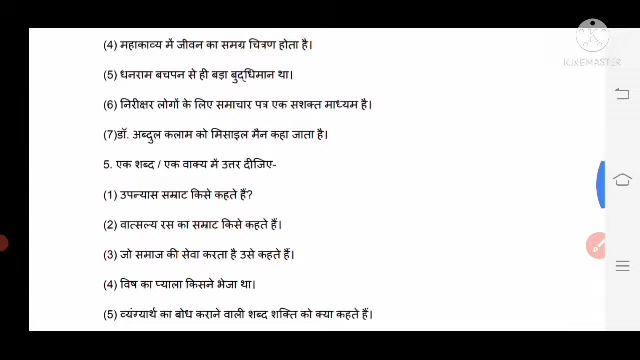 KINEMASTER
(4) महाकाव्य में जीवन का समग्र चित्रण होता है।
(5) धनराम बचपन से ही बड़ा बुद्धिमान था।
(6) निरीक्षर लोगों के लिए समाचार पत्र एक सशक्त माध्यम है।
(7)डॉ. अब्दुल कलाम को मिसाइल मैन कहा जाता है।
5. एक शब्द / एक वाक्य में उत्तर दीजिए-
(1) उपन्यास सम्राट किसे कहते हैं?
(2) वात्सल्य रस का सम्राट किसे कहते हैं।
(3) जो समाज की सेवा करता है उसे कहते हैं।
(4) विष का प्याला किसने भेजा था।
(5) व्यंग्यार्थ का बोध कराने वाली शब्द शक्ति को क्या कहते हैं।